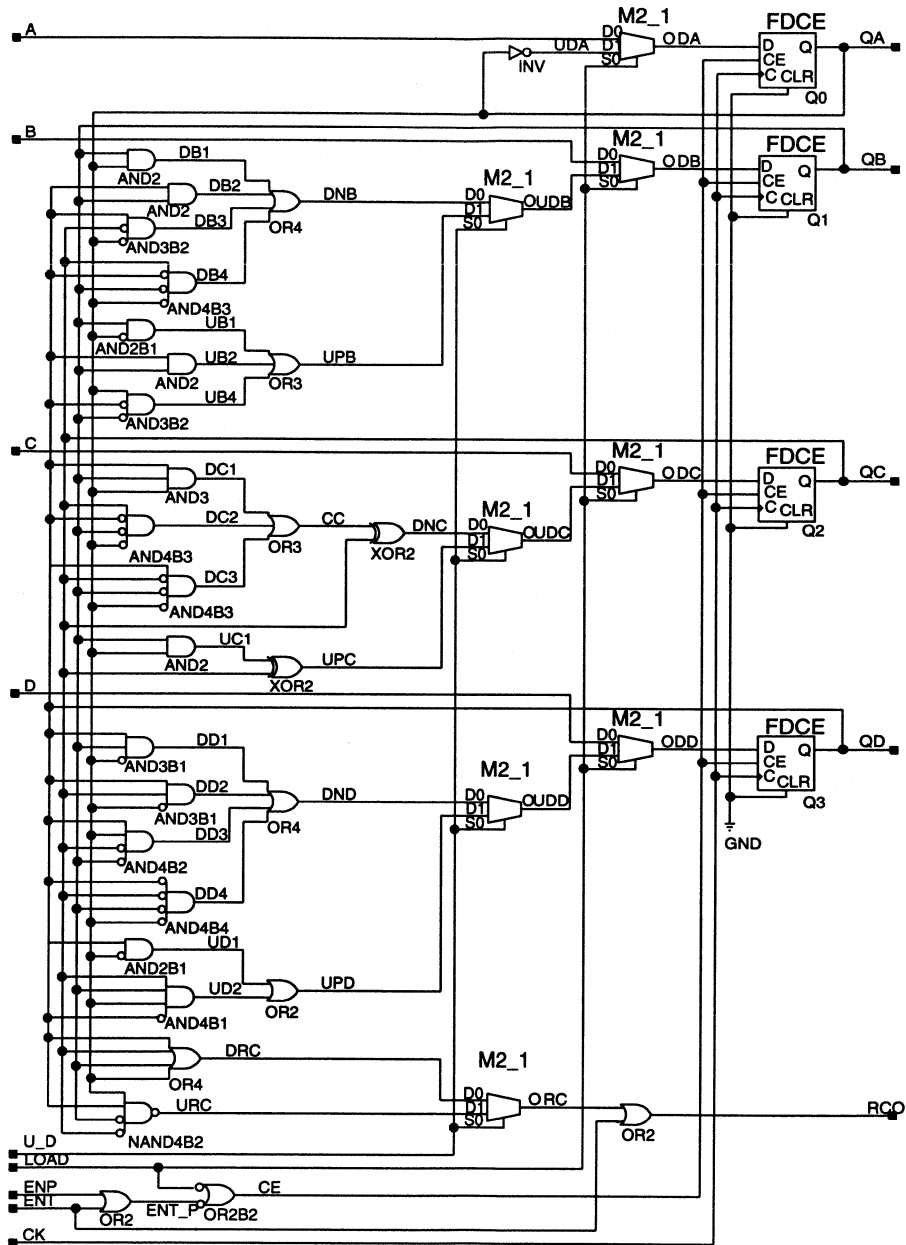 M2_1
FDCE
A
D0
D1
S0
UDA
INV
ODA
D
CE
C
Q
CLR
QA
Q0
B
M2_1
FDCE
D0
D1
S0
ODB
D
CE
C
Q
CLR
QB
Q1
DB1
AND2
DB2
AND2
DB3
AND3B2
DB4
AND4B3
OR4
DNB
M2_1
D0
D1
S0
OUDB
UB1
AND2B1
UB2
AND2
UB4
AND3B2
OR3
UPB
C
M2_1
FDCE
D0
D1
S0
ODC
D
CE
C
Q
CLR
QC
Q2
DC1
AND3
DC2
AND4B3
DC3
AND4B3
OR3
CC
XOR2
DNC
M2_1
D0
D1
S0
OUDC
UC1
AND2
XOR2
UPC
D
M2_1
FDCE
D0
D1
S0
ODD
D
CE
C
Q
CLR
QD
Q3
GND
DD1
AND3B1
DD2
AND3B1
DD3
AND4B2
DD4
AND4B4
OR4
DND
M2_1
D0
D1
S0
OUDD
UD1
AND2B1
UD2
AND4B1
OR2
UPD
DRC
OR4
URC
NAND4B2
M2_1
D0
D1
S0
ORC
OR2
RCO
U_D
LOAD
ENP
ENT
OR2
ENT_P
OR2B2
CE
CK